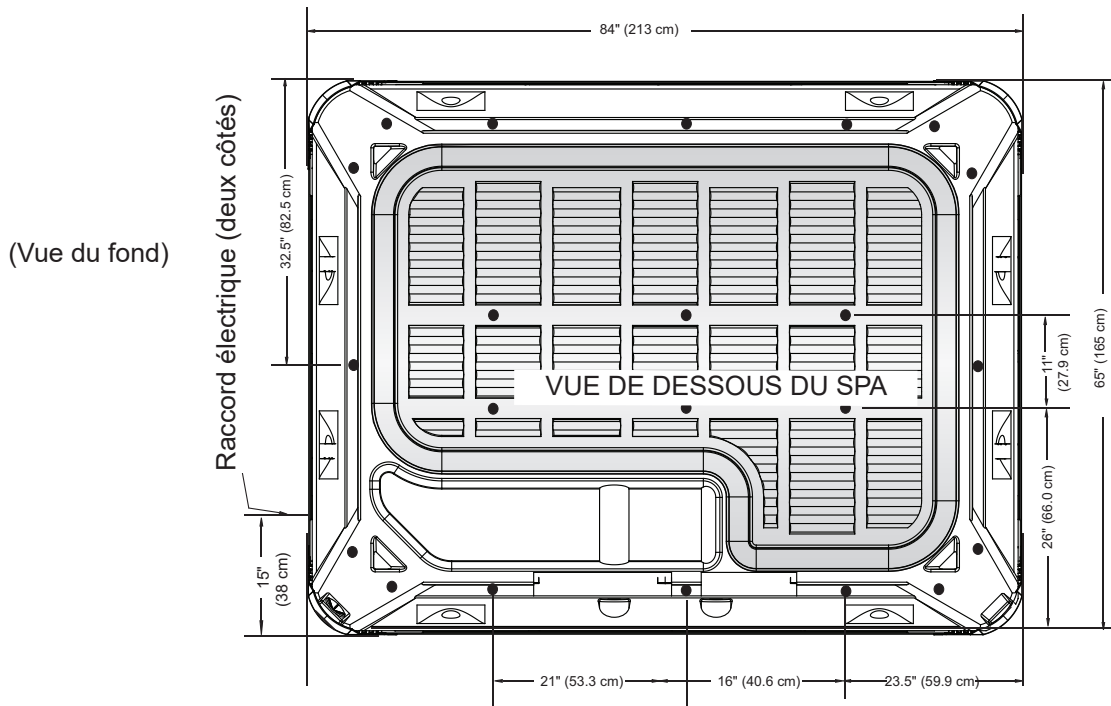 84" (213 cm)
Raccord électrique (deux côtés)
32.5" (82.5 cm)
(Vue du fond)
VUE DE DESSOUS DU SPA
11"
(27.9 cm)
65" (165 cm)
26" (66.0 cm)
15"
(38 cm)
21" (53.3 cm)
16" (40.6 cm)
23.5" (59.9 cm)